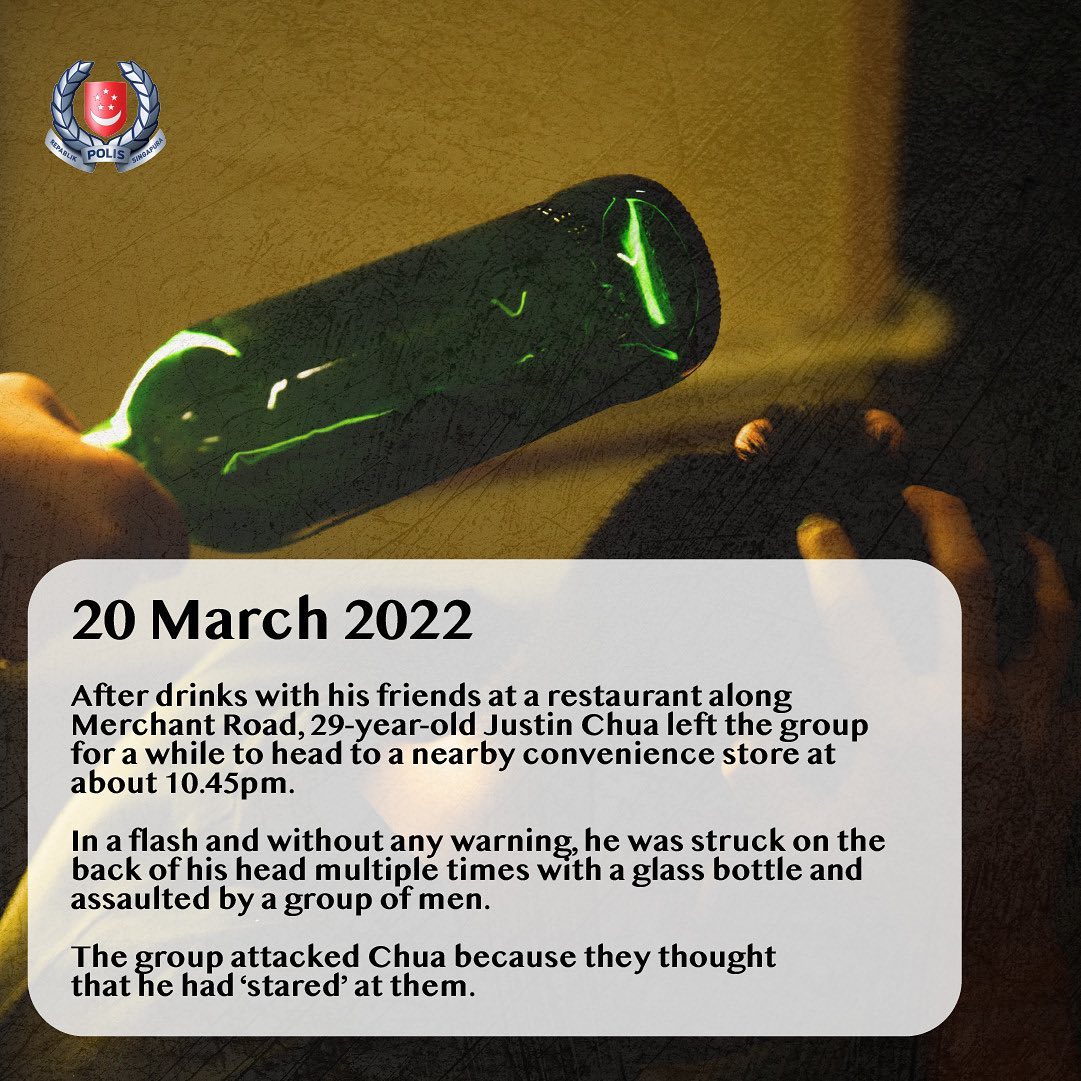 REPABLIK POLIS SINGAPURA
20 March 2022
After drinks with his friends at a restaurant along
Merchant Road, 29-year-old Justin Chua left the group
for a while to head to a nearby convenience store at
about 10.45pm.
In a flash and without any warning, he was struck on the
back of his head multiple times with a glass bottle and
assaulted by a group of men.
The group attacked Chua because they thought
that he had ‘stared’ at them.